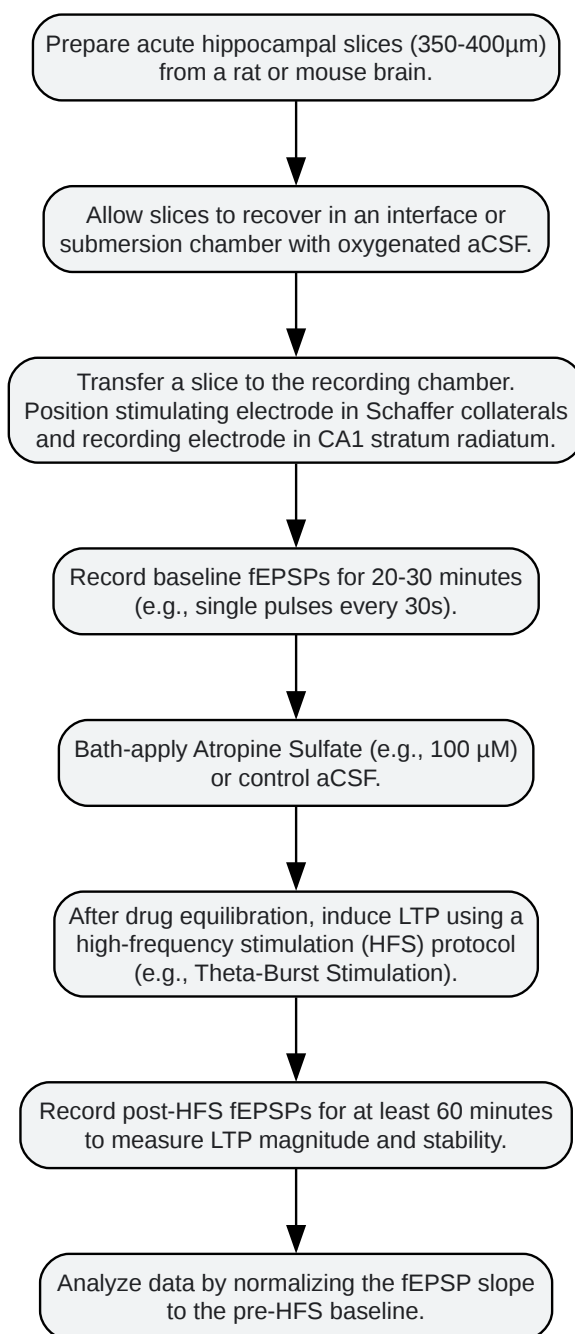 Prepare acute hippocampal slices (350-400µm)
from a rat or mouse brain.
Allow slices to recover in an interface or
submersion chamber with oxygenated aCSF.
Transfer a slice to the recording chamber.
Position stimulating electrode in Schaffer collaterals
and recording electrode in CA1 stratum radiatum.
Record baseline fEPSPs for 20-30 minutes
(e.g., single pulses every 30s).
Bath-apply Atropine Sulfate (e.g., 100 µM)
or control aCSF.
After drug equilibration, induce LTP using a
high-frequency stimulation (HFS) protocol
(e.g., Theta-Burst Stimulation).
Record post-HFS fEPSPs for at least 60 minutes
to measure LTP magnitude and stability.
Analyze data by normalizing the fEPSP slope
to the pre-HFS baseline.